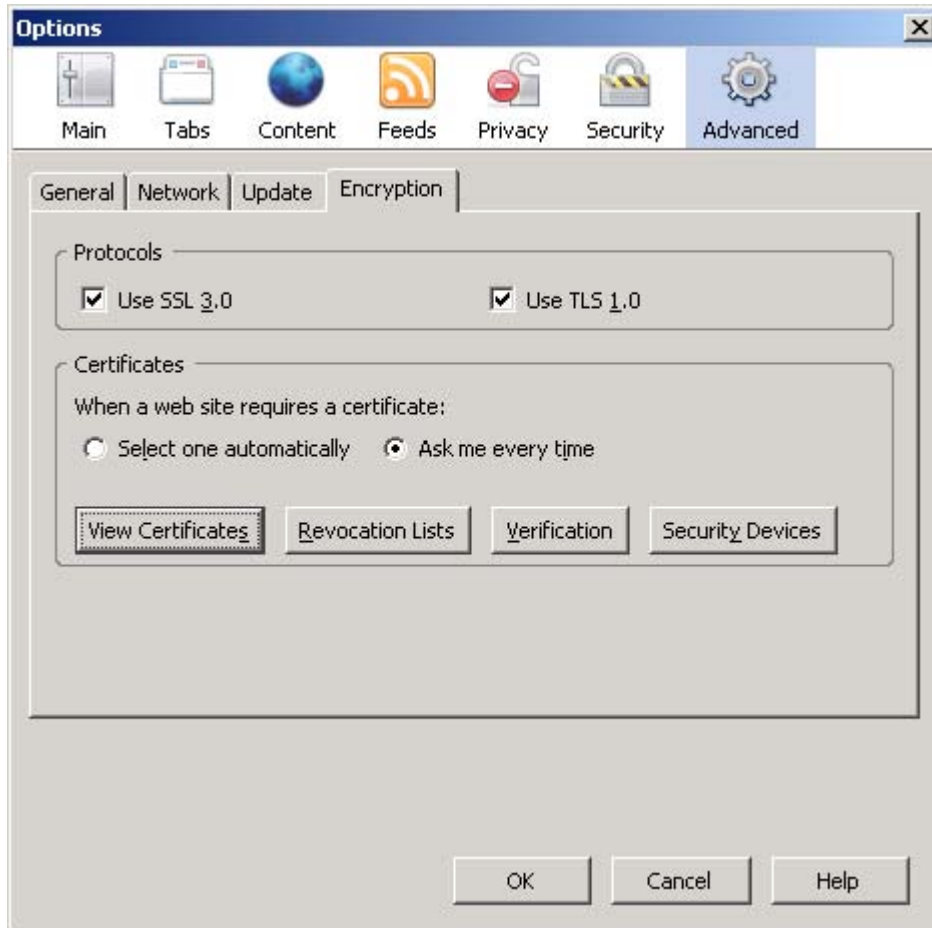 Options
Main Tabs Content Feeds Privacy Security Advanced
General Network Update Encryption
Protocols
Use SSL 3.0 Use TLS 1.0
Certificates
When a web site requires a certificate:
Select one automatically Ask me every time
View Certificates Revocation Lists Verification Security Devices
OK Cancel Help